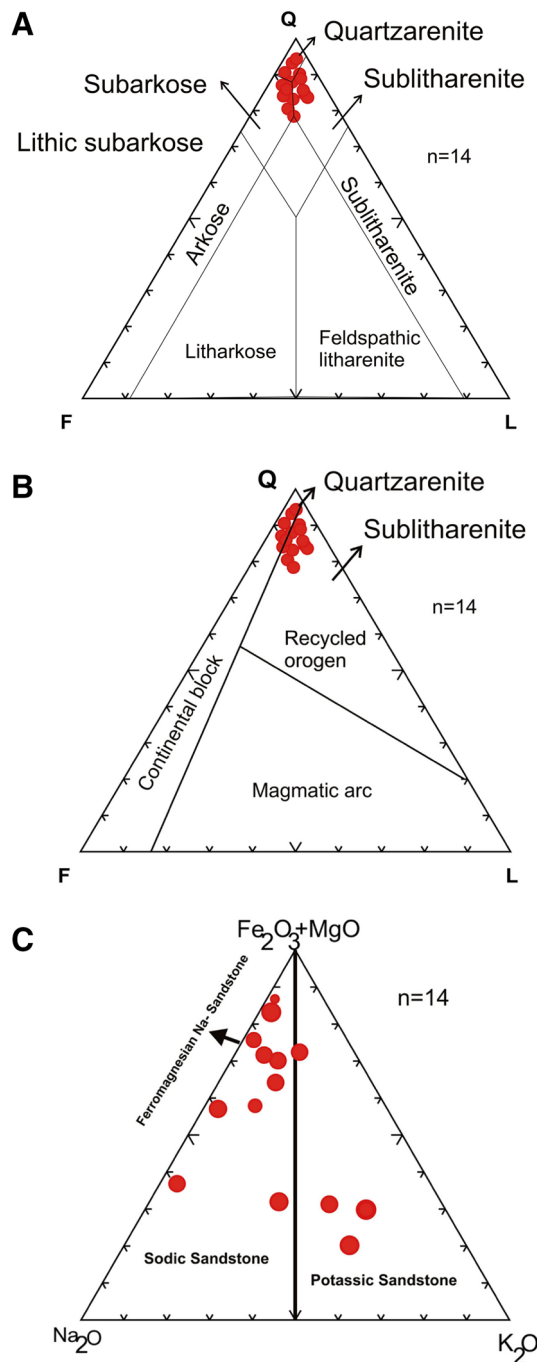 A
Q
Quartzarenite
Subarkose
Sublitharenite
Lithic subarkose
n=14
Arkose
Sublitharenite
Litharkose
Feldspathic
litharenite
F
L
B
Q
Quartzarenite
Sublitharenite
n=14
Recycled
orogen
Continental block
Magmatic arc
F
L
C
Fe2O3+MgO
n=14
Ferromagnesian Na- Sandstone
Sodic Sandstone
Potassic Sandstone
Na2O
K2O